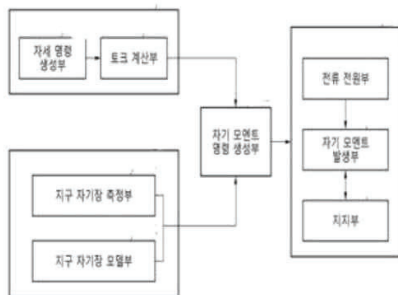 자세 명령
생성부
토크 계산부
전류 전원부
자기 모멘트
명령 생성부
자기 모멘트
발생부
지구 자기장 측정부
지지부
지구 자기장 모델부